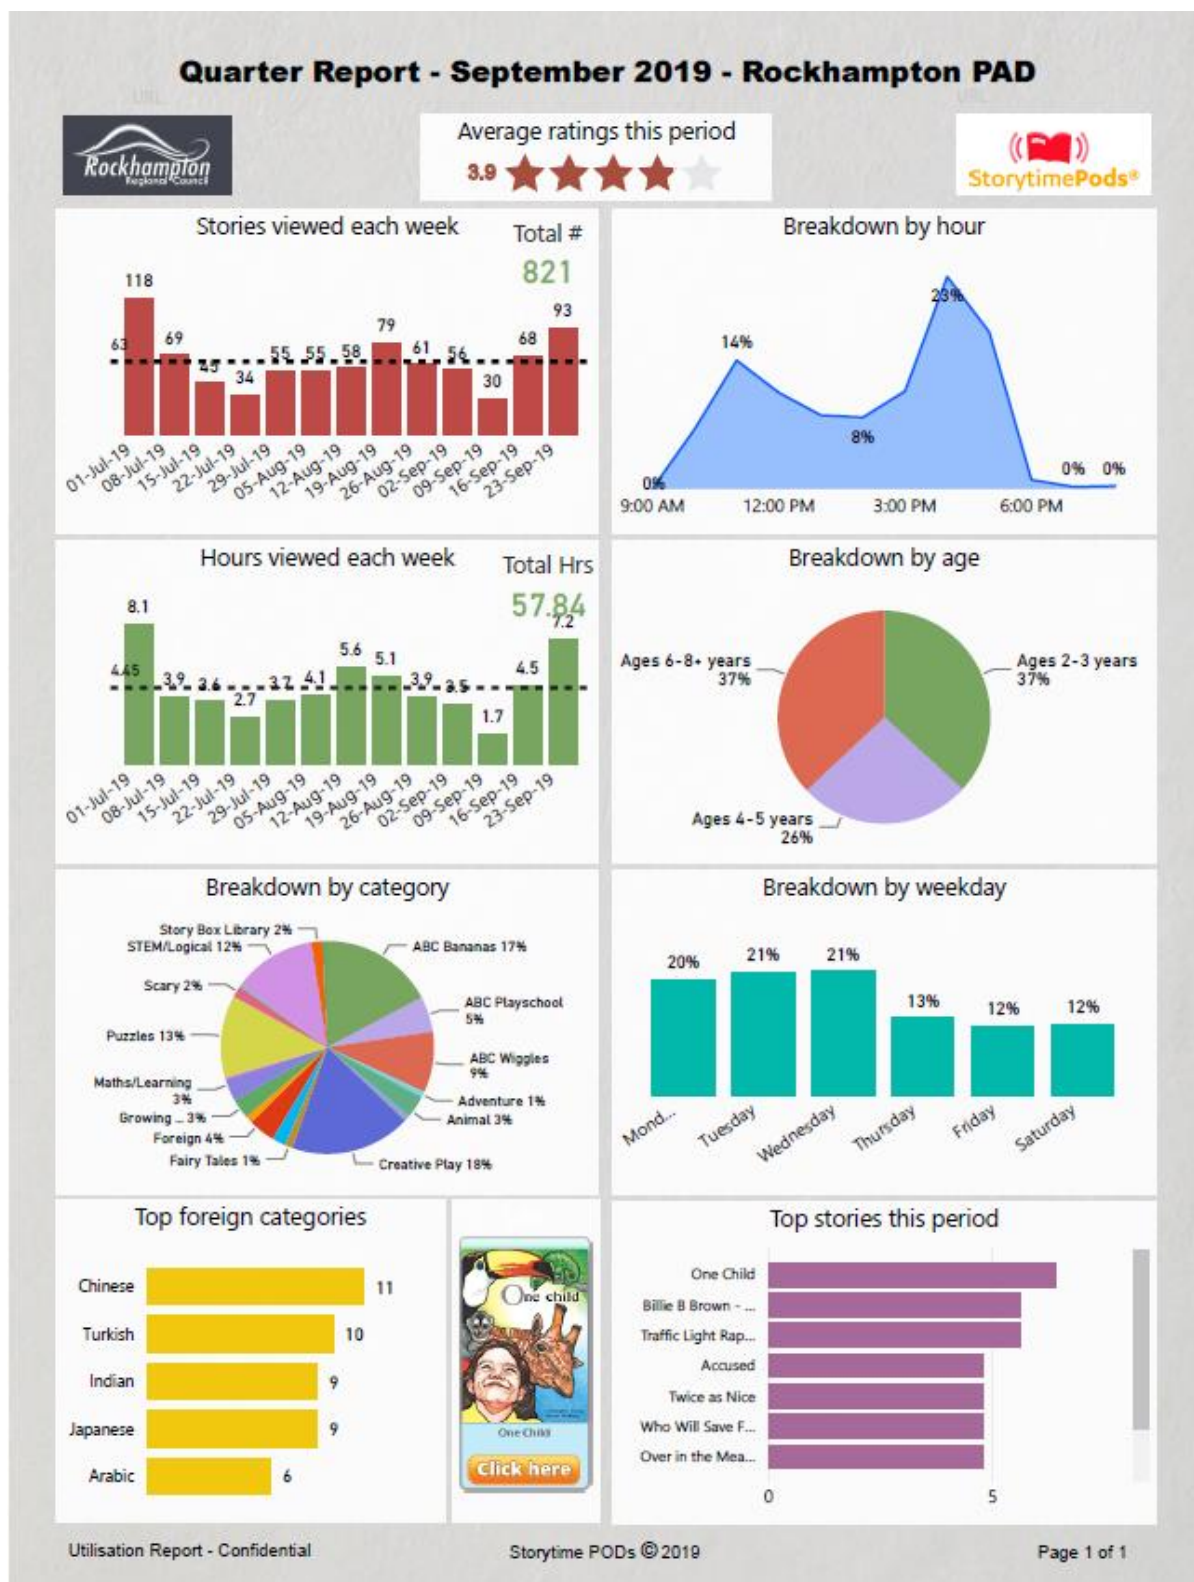 Quarter Report - September 2019 - Rockhampton PAD
URL
URL
Rockhampton
Regional Council
Average ratings this period
3.9
StorytimePods®
Stories viewed each week
Total #
821
118
63
69
45
34
55
55
58
79
61
56
30
68
93
01-Jul-19
08-Jul-19
15-Jul-19
22-Jul-19
29-Jul-19
05-Aug-19
12-Aug-19
19-Aug-19
26-Aug-19
02-Sep-19
09-Sep-19
16-Sep-19
23-Sep-19
Breakdown by hour
0%
14%
8%
23%
0%
0%
9:00 AM
12:00 PM
3:00 PM
6:00 PM
Hours viewed each week
Total Hrs
57.84
8.1
4.45
3.9
3.6
2.7
3.7
4.1
5.6
5.1
3.9
3.5
1.7
4.5
7.2
01-Jul-19
08-Jul-19
15-Jul-19
22-Jul-19
29-Jul-19
05-Aug-19
12-Aug-19
19-Aug-19
26-Aug-19
02-Sep-19
09-Sep-19
16-Sep-19
23-Sep-19
Breakdown by age
Ages 6-8+ years
37%
Ages 2-3 years
37%
Ages 4-5 years
26%
Breakdown by category
Story Box Library 2%
STEM/Logical 12%
Scary 2%
Puzzles 13%
Maths/Learning
3%
Growing ... 3%
Foreign 4%
Fairy Tales 1%
ABC Bananas 17%
ABC Playschool
5%
ABC Wiggles
9%
Adventure 1%
Animal 3%
Creative Play 18%
Breakdown by weekday
20%
21%
21%
13%
12%
12%
Mond...
Tuesday
Wednesday
Thursday
Friday
Saturday
Top foreign categories
Chinese 11
Turkish 10
Indian 9
Japanese 9
Arabic 6
One child
One Child
Click here
Top stories this period
One Child
Billie B Brown - ...
Traffic Light Rap...
Accused
Twice as Nice
Who Will Save F...
Over in the Mea...
0
5
Utilisation Report - Confidential
Storytime PODs © 2019
Page 1 of 1